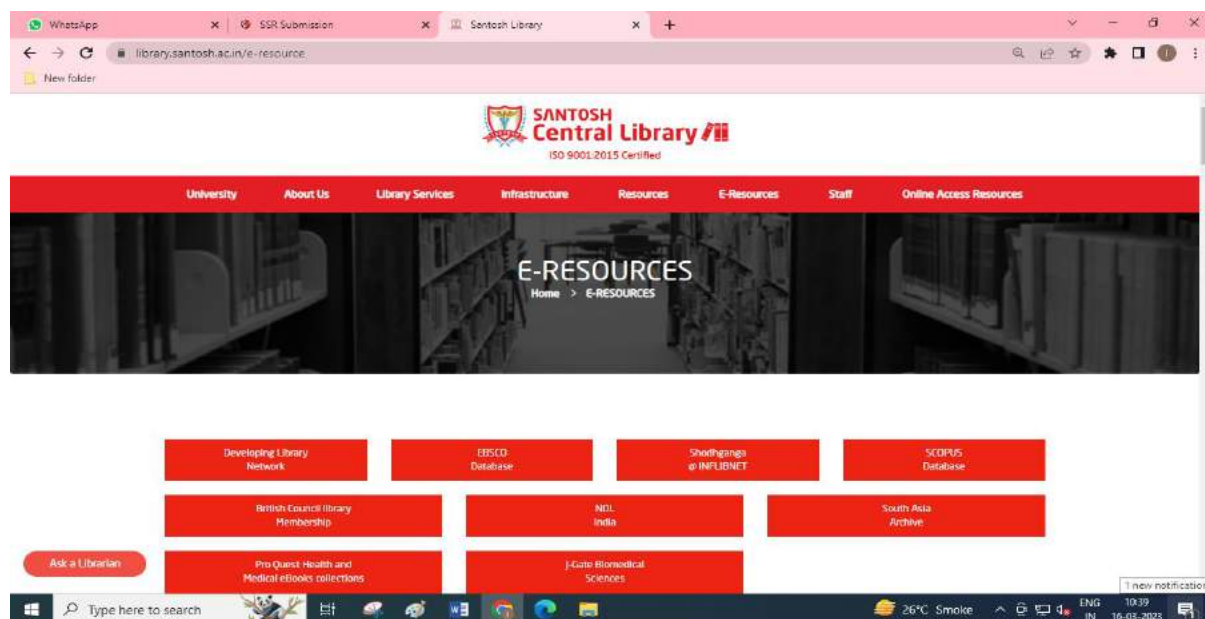 WhatsApp
SSR Submission
Santosh Library
library.santosh.ac.in/e-resource
New folder
SANTOSH
Central Library
ISO 9001:2015 Certified
University About Us Library Services Infrastructure Resources E-Resources Staff Online Access Resources
E-RESOURCES
Home > E-RESOURCES
Developing Library
Network
EBSCO
Database
Shodhganga
@ INFLIBNET
SCOPUS
Database
British Council library
Membership
NDL
India
South Asia
Archive
Ask a Librarian
Pro Quest Health and
Medical eBooks collections
J-Gate Biomedical
Sciences
1 new notification
Type here to search
26°C Smoke
ENG
IN
10:39
16-03-2023